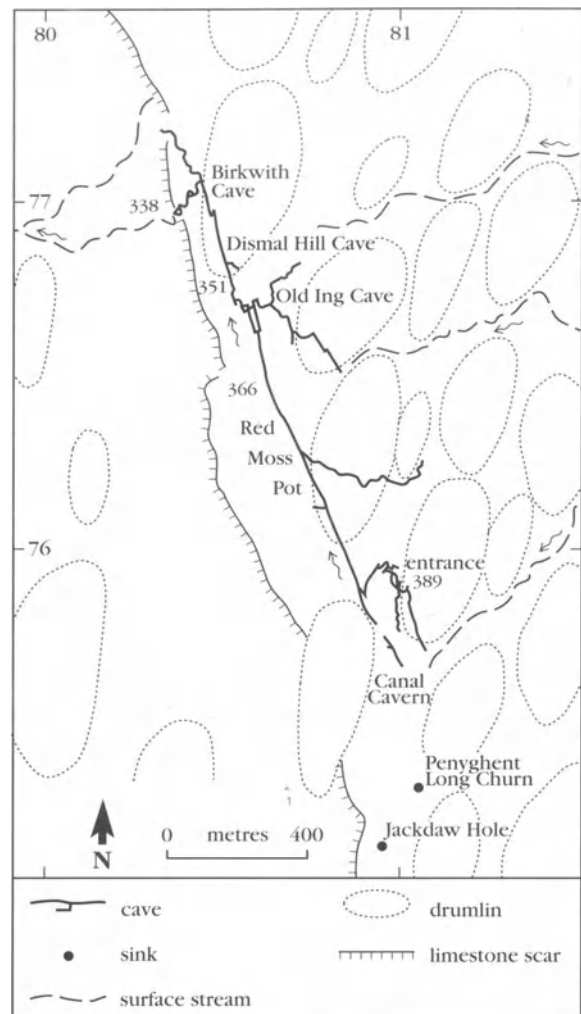 80
81
77
Birkwith
Cave
338
Dismal Hill Cave
351
Old Ing Cave
366
Red
Moss
Pot
76
entrance
389
Canal
Cavern
Penyghent
Long Churn
Jackdaw Hole
0 metres 400
N
cave
drumlin
sink
limestone scar
surface stream